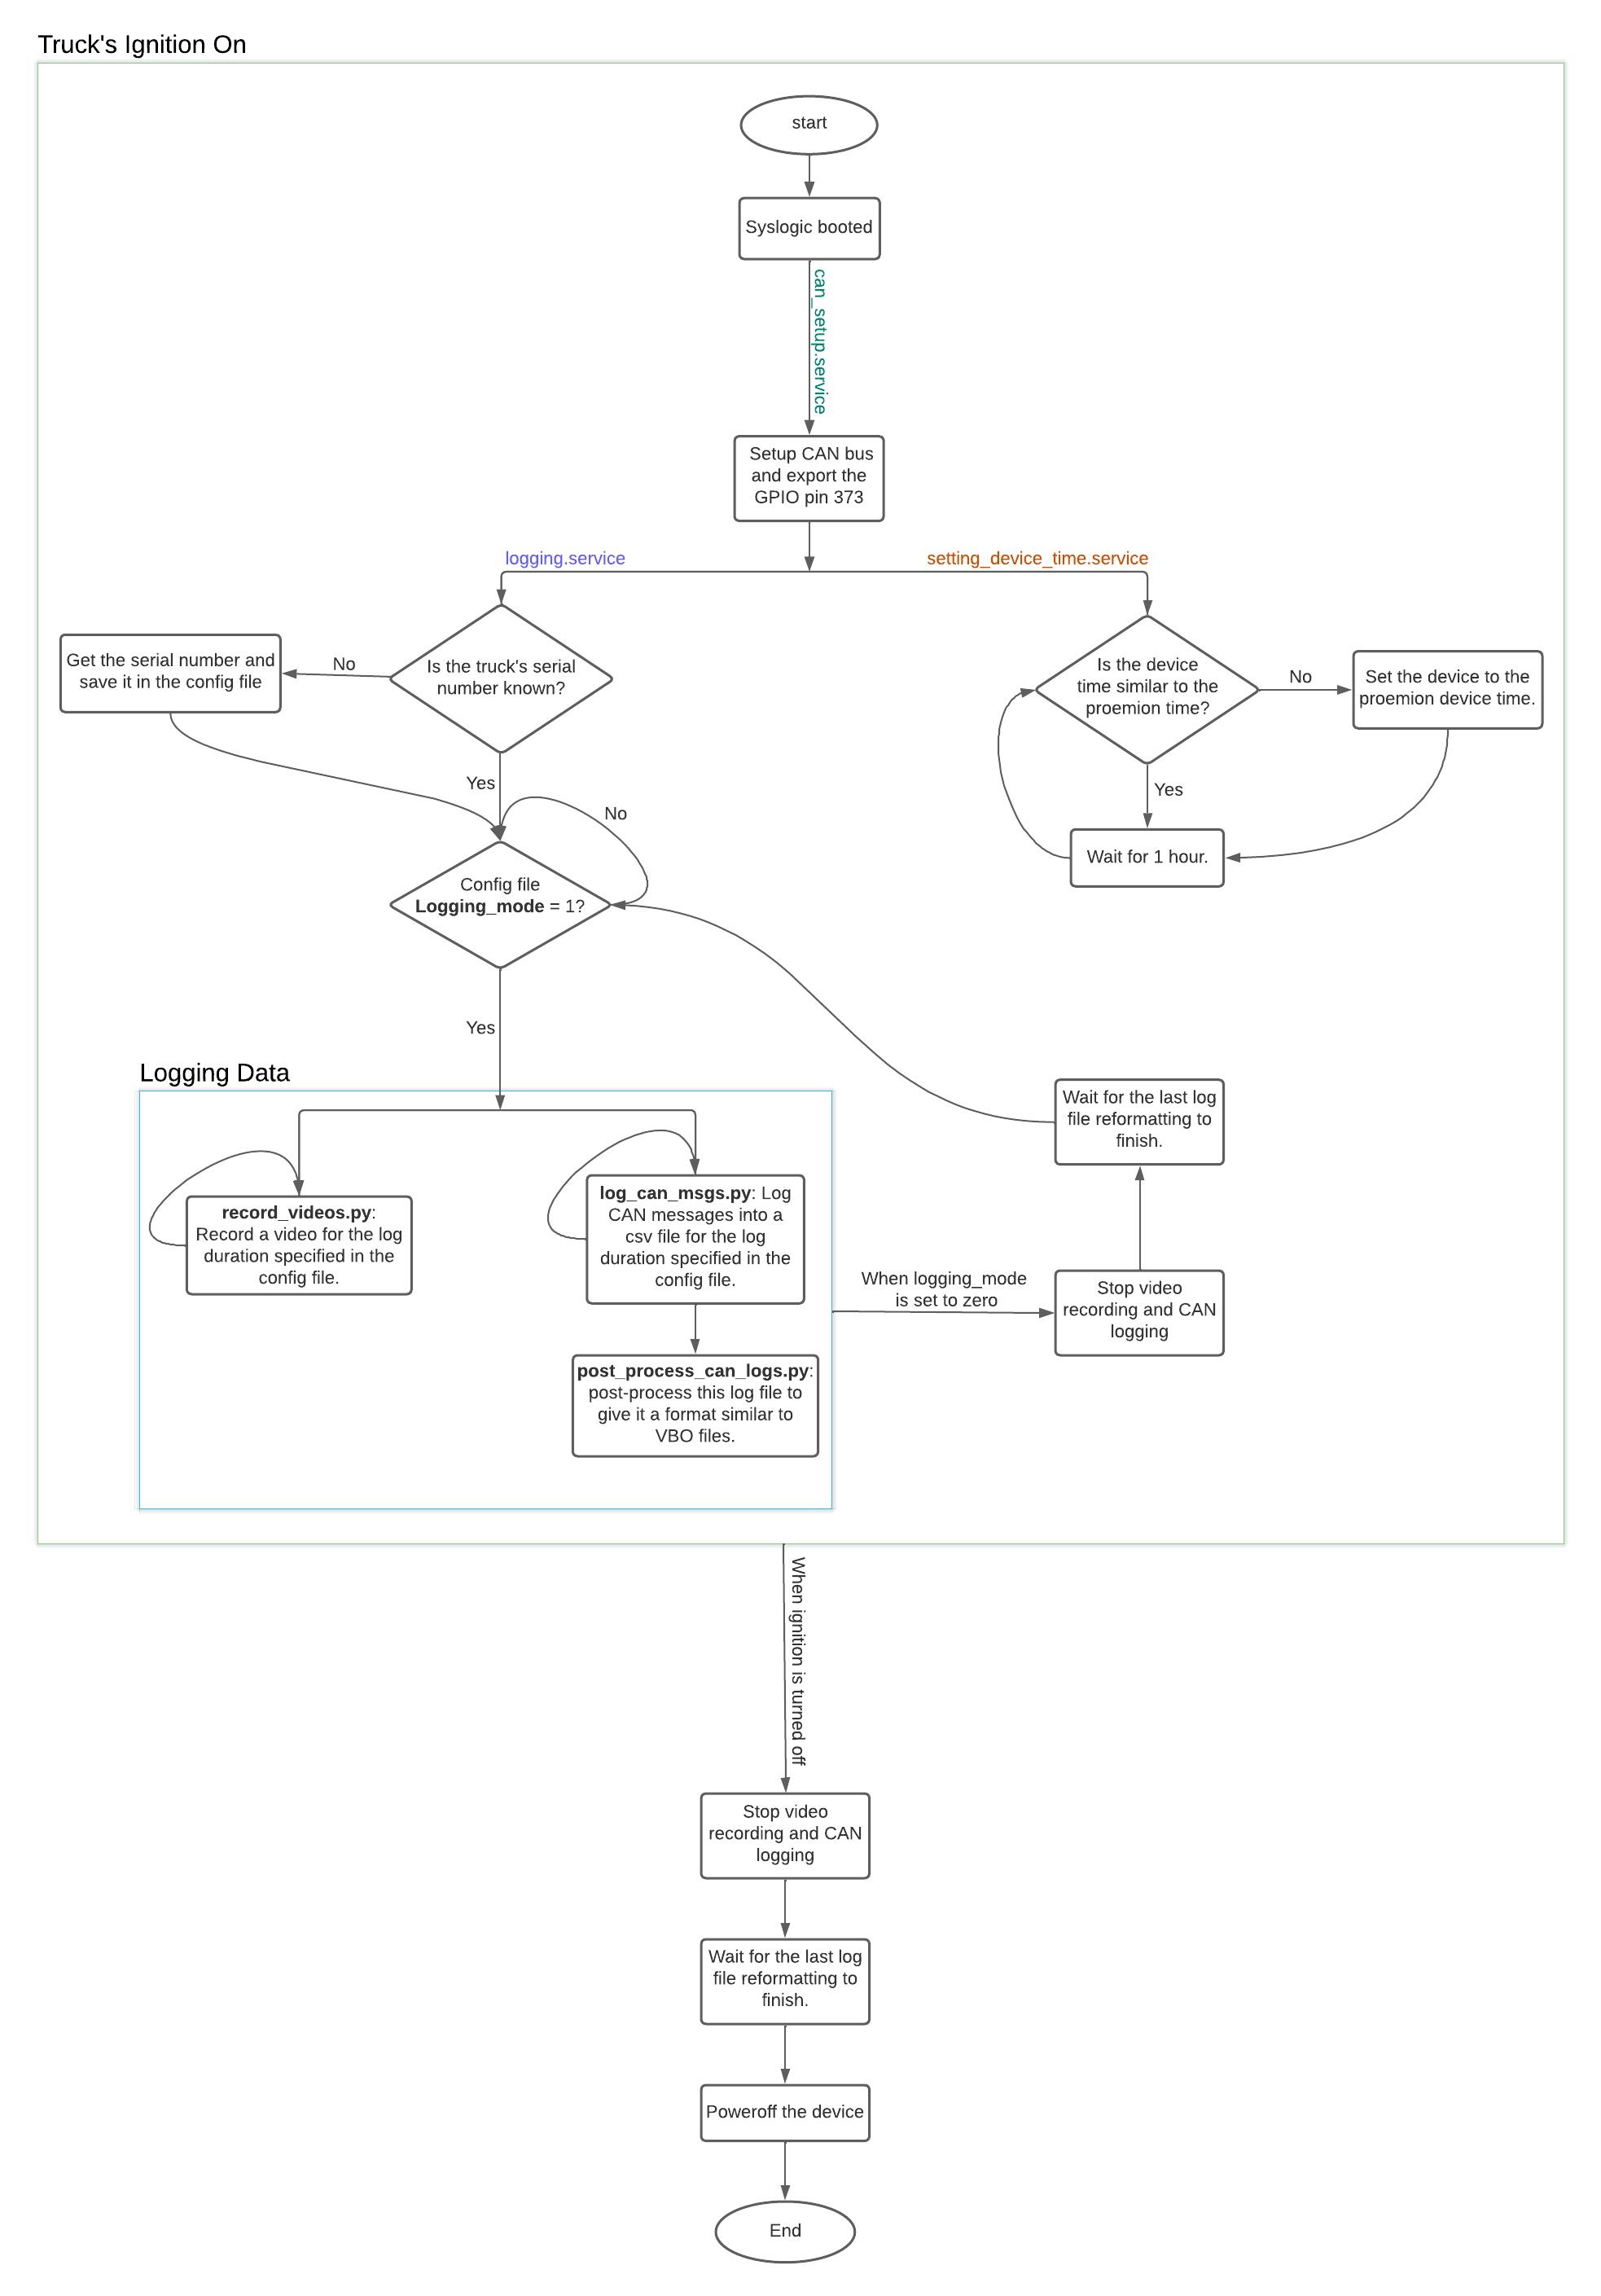 Truck's Ignition On
start
Syslogic booted
can_setup.service
Setup CAN bus
and export the
GPIO pin 373
logging.service
setting_device_time.service
Get the serial number and
save it in the config file
No
Is the truck's serial
number known?
Is the device
time similar to the
proemion time?
No
Set the device to the
proemion device time.
Yes
No
Yes
Wait for 1 hour.
Config file
Logging_mode = 1?
Yes
Logging Data
record_videos.py:
Record a video for the log
duration specified in the
config file.
log_can_msgs.py: Log
CAN messages into a
csv file for the log
duration specified in the
config file.
post_process_can_logs.py:
post-process this log file to
give it a format similar to
VBO files.
When logging_mode
is set to zero
Wait for the last log
file reformatting to
finish.
Stop video
recording and CAN
logging
When ignition is turned off
Stop video
recording and CAN
logging
Wait for the last log
file reformatting to
finish.
Poweroff the device
End